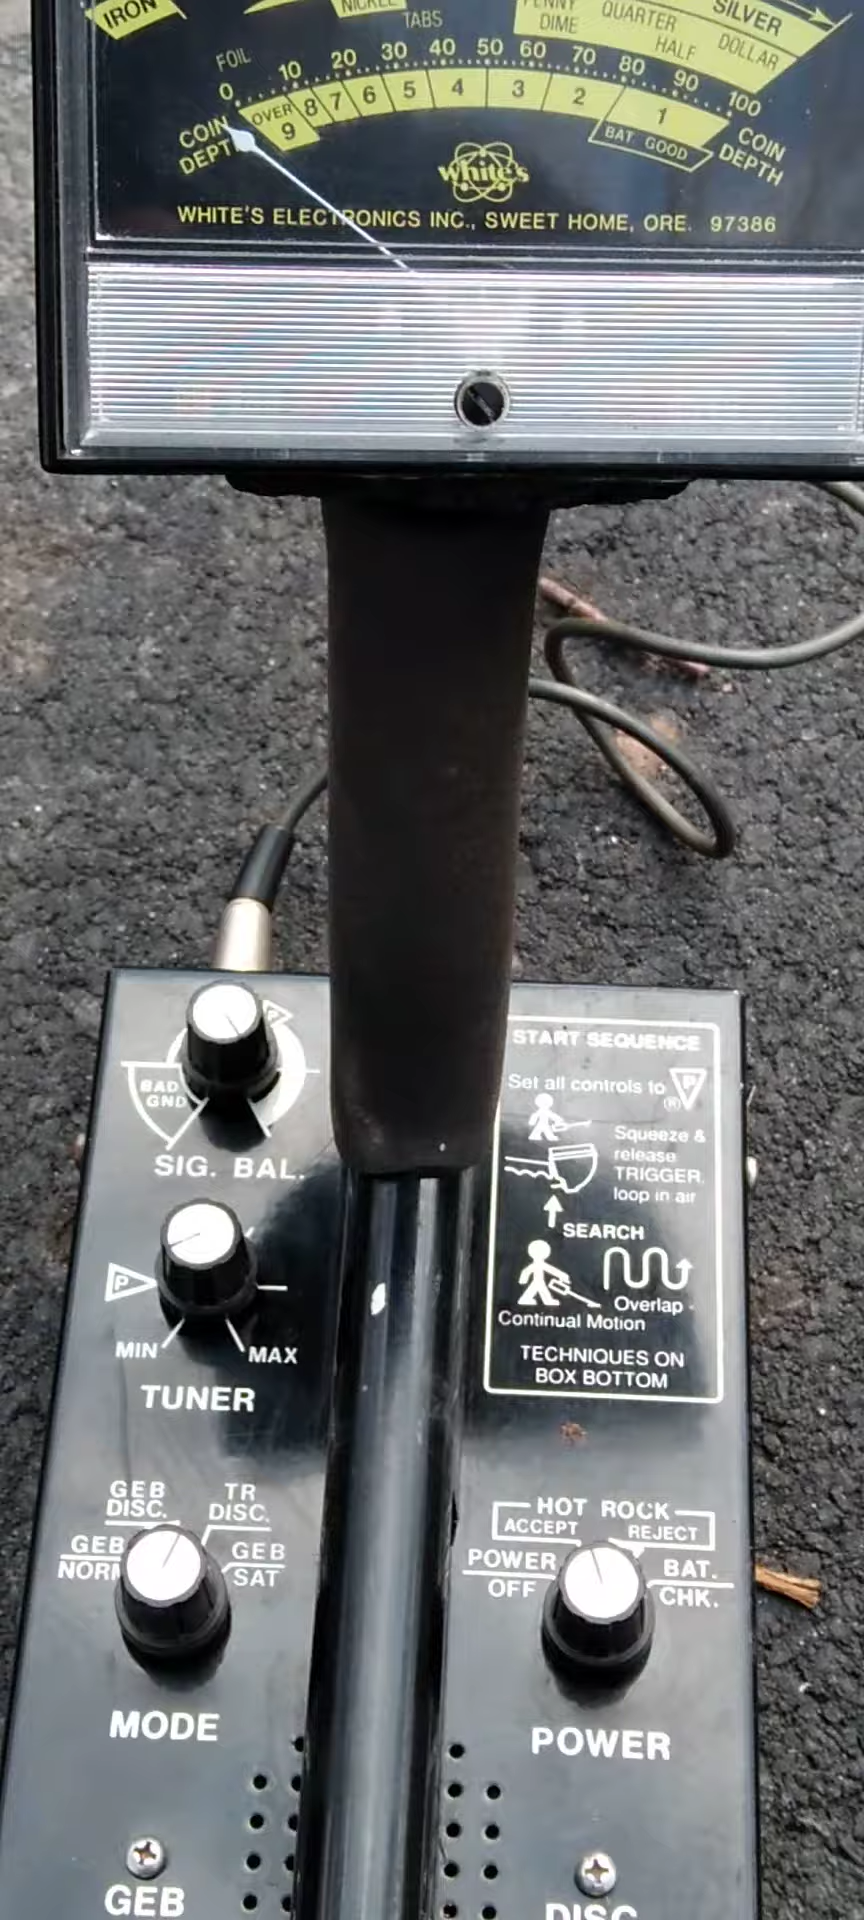 IRON
NICKEL
TABS
PENNY
DIME
QUARTER
HALF
SILVER
DOLLAR
FOIL
0 10 20 30 40 50 60 70 80 90 100
COIN
DEPTH
OVER
9 8 7 6 5 4 3 2 1
BAT. GOOD
COIN
DEPTH
White's
WHITE'S ELECTRONICS INC., SWEET HOME, ORE. 97386
P
BAD
GND
SIG. BAL.
P
MIN
MAX
TUNER
START SEQUENCE
Set all controls to P
®
Squeeze &
release
TRIGGER,
loop in air
SEARCH
Overlap -
Continual Motion
TECHNIQUES ON
BOX BOTTOM
GEB
DISC.
TR
DISC.
GEB
NORM
GEB
SAT
MODE
HOT ROCK
ACCEPT
REJECT
POWER
OFF
BAT.
CHK.
POWER
GEB
DISC